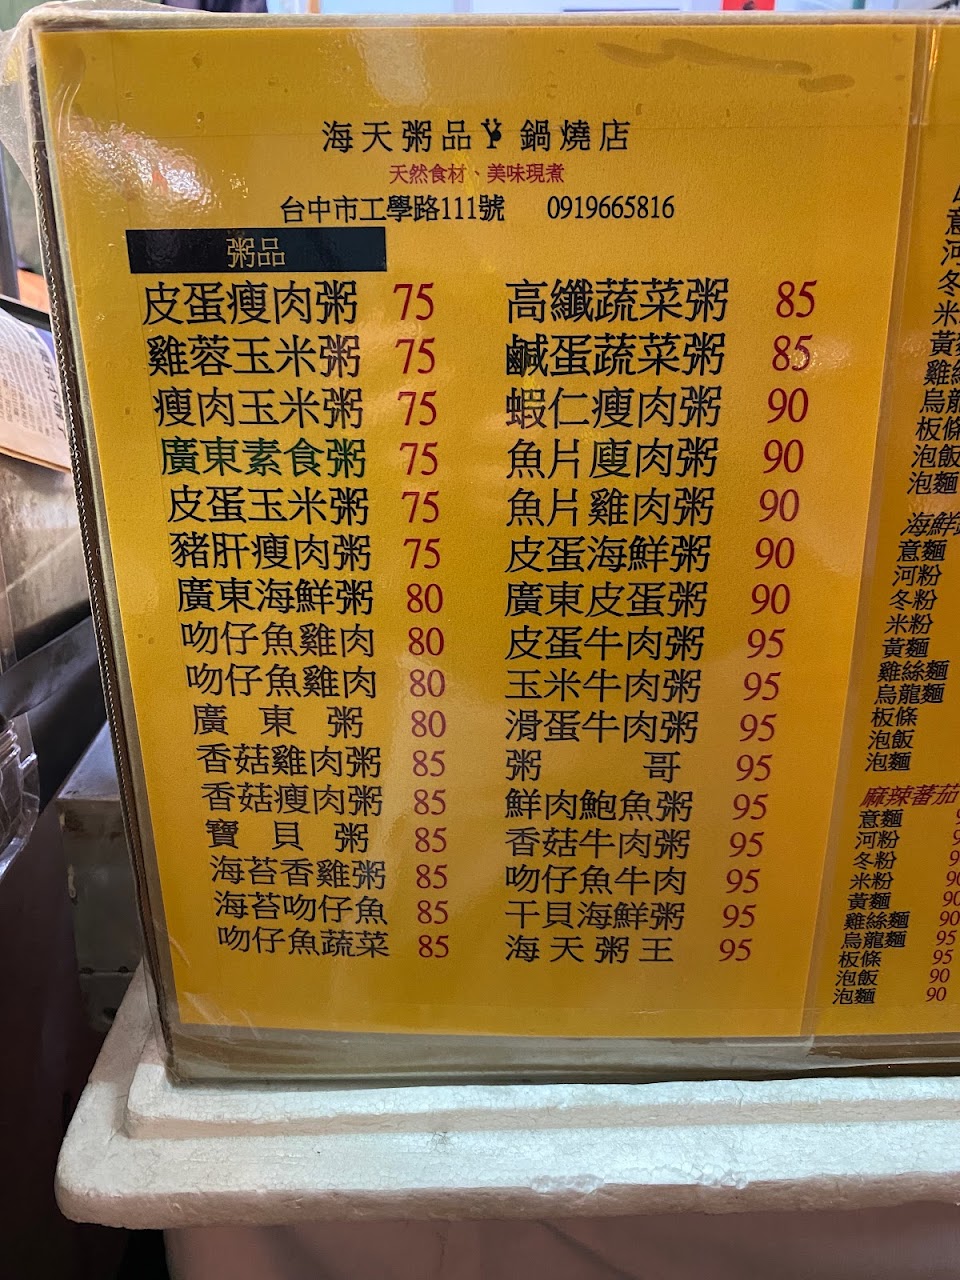 海天粥品 鍋燒店
天然食材、美味現煮
台中市工學路111號 0919665816
粥品
皮蛋瘦肉粥 75
雞蓉玉米粥 75
瘦肉玉米粥 75
廣東素食粥 75
皮蛋玉米粥 75
豬肝瘦肉粥 75
廣東海鮮粥 80
吻仔魚雞肉 80
吻仔魚雞肉 80
廣東粥 80
香菇雞肉粥 85
香菇瘦肉粥 85
寶貝粥 85
海苔香雞粥 85
海苔吻仔魚 85
吻仔魚蔬菜 85
高纖蔬菜粥 85
鹹蛋蔬菜粥 85
蝦仁瘦肉粥 90
魚片廋肉粥 90
魚片雞肉粥 90
皮蛋海鮮粥 90
廣東皮蛋粥 90
皮蛋牛肉粥 95
玉米牛肉粥 95
滑蛋牛肉粥 95
粥哥 95
鮮肉鮑魚粥 95
香菇牛肉粥 95
吻仔魚牛肉 95
干貝海鮮粥 95
海天粥王 95
意
河
冬
米
黃
雞絲
烏龍
板條
泡飯
泡麵
海鮮
意麵
河粉
冬粉
米粉
黃麵
雞絲麵
烏龍麵
板條
泡飯
泡麵
麻辣蕃茄
意麵
河粉
冬粉
米粉 90
黃麵 90
雞絲麵 90
烏龍麵 95
板條 95
泡飯 90
泡麵 90